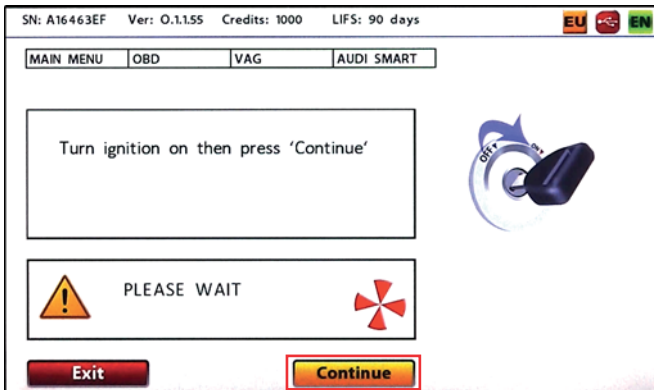 SN: A16463EF Ver: 0.1.1.55 Credits: 1000 LIFS: 90 days EU EN
MAIN MENU OBD VAG AUDI SMART
Turn ignition on then press ‘Continue’
OFF ON
PLEASE WAIT
Exit Continue